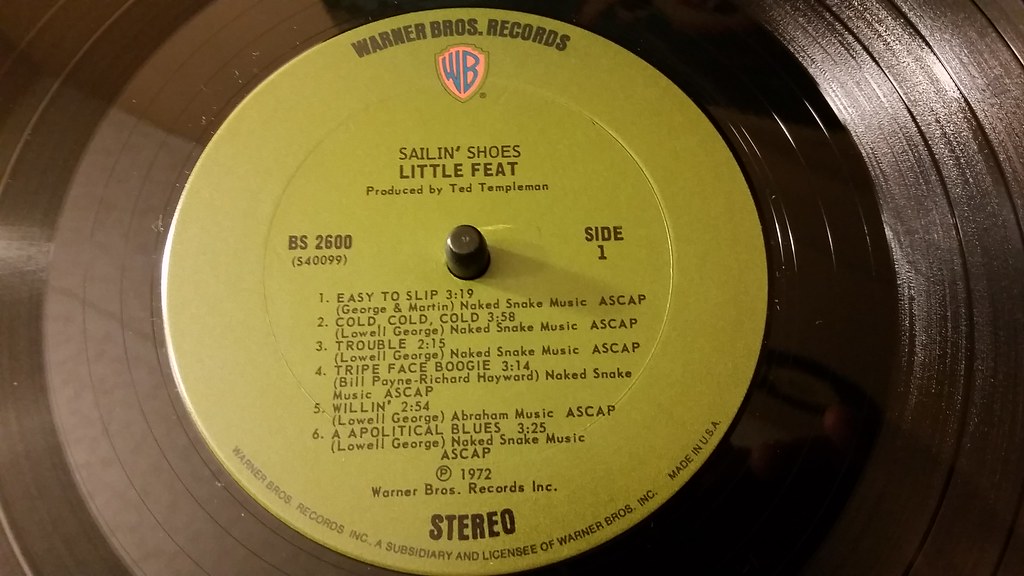 WARNER BROS. RECORDS
WB
®
SAILIN' SHOES
LITTLE FEAT
Produced by Ted Templeman
BS 2600
(S40099)
SIDE
1
1. EASY TO SLIP 3:19
(George & Martin) Naked Snake Music ASCAP
2. COLD, COLD, COLD 3:58
(Lowell George) Naked Snake Music ASCAP
3. TROUBLE 2:15
(Lowell George) Naked Snake Music ASCAP
4. TRIPE FACE BOOGIE 3:14
(Bill Payne-Richard Hayward) Naked Snake
Music ASCAP
5. WILLIN' 2:54
(Lowell George) Abraham Music ASCAP
6. A APOLITICAL BLUES 3:25
(Lowell George) Naked Snake Music
ASCAP
℗ 1972
Warner Bros. Records Inc.
STEREO
WARNER BROS. RECORDS INC., A SUBSIDIARY AND LICENSEE OF WARNER BROS. INC. MADE IN U.S.A.